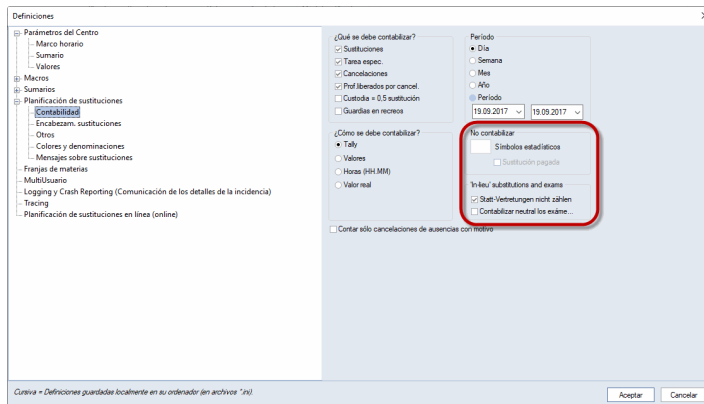 Definiciones
Parámetros del Centro
Marco horario
Sumario
Valores
Macros
Sumarios
Planificación de sustituciones
Contabilidad
Encabezam. sustituciones
Otros
Colores y denominaciones
Mensajes sobre sustituciones
Franjas de materias
MultiUsuario
Logging y Crash Reporting (Comunicación de los detalles de la incidencia)
Tracing
Planificación de sustituciones en línea (online)
¿Qué se debe contabilizar?
Sustituciones
Tarea espec.
Cancelaciones
Prof.liberados por cancel.
Custodia = 0,5 sustitución
Guardias en recreos
Período
Día
Semana
Mes
Año
Período
19.09.2017 19.09.2017
¿Cómo se debe contabilizar?
Tally
Valores
Horas (HH.MM)
Valor real
No contabilizar
Símbolos estadísticos
Sustitución pagada
'In-lieu' substitutions and exams
Statt-Vertretungen nicht zählen
Contabilizar neutral los exáme...
Contar sólo cancelaciones de ausencias con motivo
Cursiva = Definiciones guardadas localmente en su ordenador (en archivos *.ini).
Aceptar Cancelar